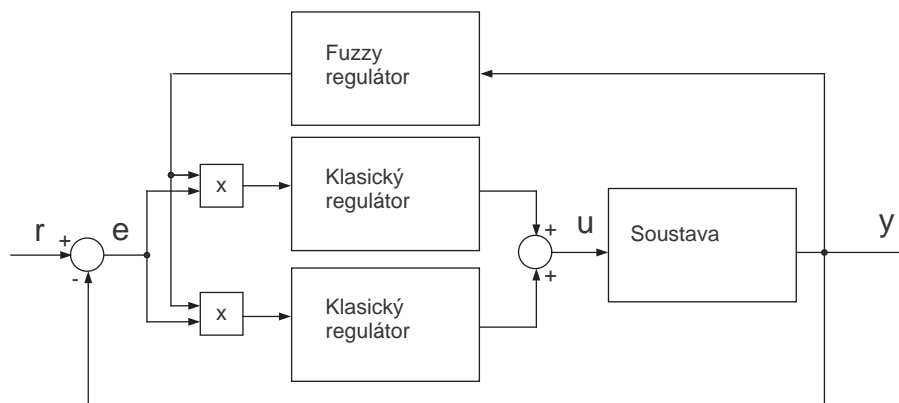 Fuzzy
regulátor
x
Klasický
regulátor
r
+
e
-
+
u
+
Soustava
y
x
Klasický
regulátor